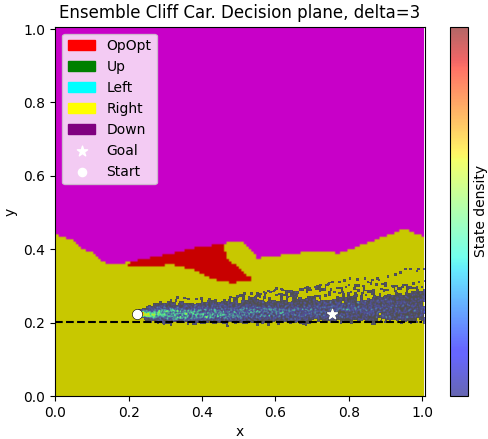 Ensemble Cliff Car. Decision plane, delta=3
1.0
0.8
0.6
0.4
0.2
0.0
y
OpOpt
Up
Left
Right
Down
Goal
Start
0.0 0.2 0.4 0.6 0.8 1.0
x
State density